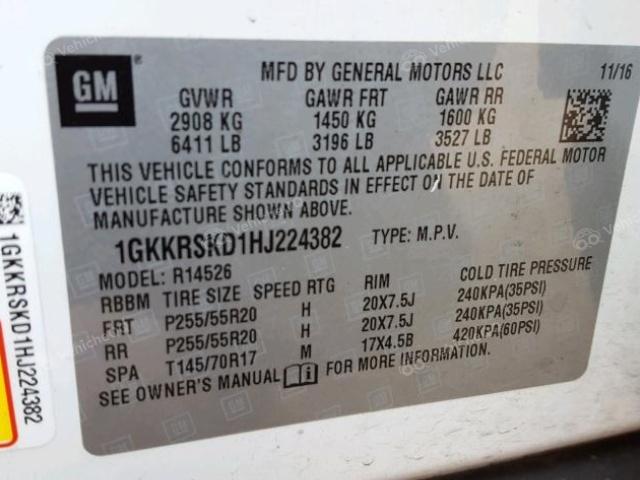 GM
MFD BY GENERAL MOTORS LLC 11/16
GVWR GAWR FRT GAWR RR
2908 KG 1450 KG 1600 KG
6411 LB 3196 LB 3527 LB
THIS VEHICLE CONFORMS TO ALL APPLICABLE U.S. FEDERAL MOTOR
VEHICLE SAFETY STANDARDS IN EFFECT ON THE DATE OF
MANUFACTURE SHOWN ABOVE.
1GKKRSKD1HJ224382 TYPE: M.P.V.
MODEL: R14526
RBBM TIRE SIZE SPEED RTG RIM COLD TIRE PRESSURE
FRT P255/55R20 H 20X7.5J 240KPA(35PSI)
RR P255/55R20 H 20X7.5J 240KPA(35PSI)
SPA T145/70R17 M 17X4.5B 420KPA(60PSI)
SEE OWNER'S MANUAL FOR MORE INFORMATION.
1GKKRSKD1HJ224382